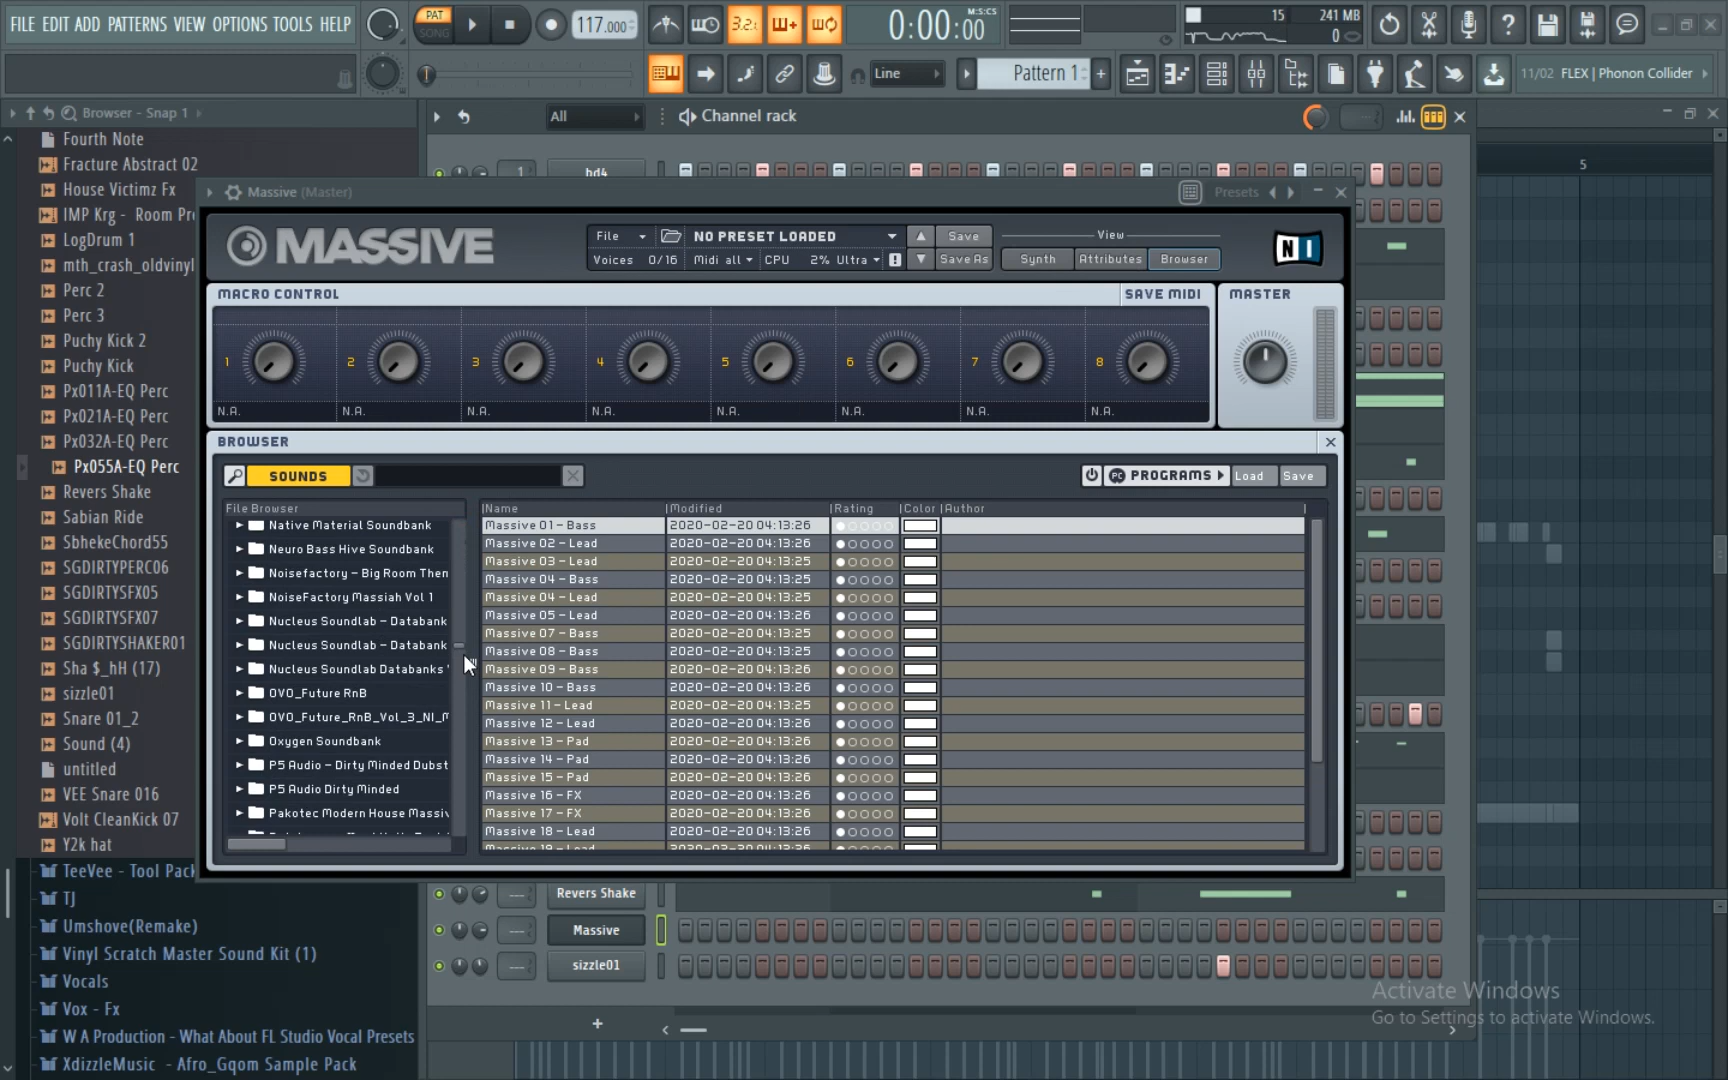 FILE EDIT ADD PATTERNS VIEW OPTIONS TOOLS HELP
PAT
SONG
117.000
3.2.1
0:00:00
M:S:CS
15
241 MB
0
Line
Pattern 1
+
11/02 FLEX | Phonon Collider
Browser - Snap 1
All
Channel rack
5
Fourth Note
Fracture Abstract 02
House Victimz Fx
IMP Krg - Room Pr
LogDrum 1
mth_crash_oldvinyl
Perc 2
Perc 3
Puchy Kick 2
Puchy Kick
Px011A-EQ Perc
Px021A-EQ Perc
Px032A-EQ Perc
Px055A-EQ Perc
Revers Shake
Sabian Ride
SbhekeChord55
SGDIRTYPERC06
SGDIRTYSFX05
SGDIRTYSFX07
SGDIRTYSHAKER01
Sha $_hH (17)
sizzle01
Snare 01_2
Sound (4)
untitled
VEE Snare 016
Volt CleanKick 07
Y2k hat
TeeVee - Tool Pack
TJ
Umshove(Remake)
Vinyl Scratch Master Sound Kit (1)
Vocals
Vox - Fx
W A Production - What About FL Studio Vocal Presets
XdizzleMusic - Afro_Gqom Sample Pack
1
hd4
Massive (Master)
Presets
MASSIVE
File
NO PRESET LOADED
Save
View
Voices 0/16 Midi all CPU 2% Ultra
Save As
Synth
Attributes
Browser
NI
MACRO CONTROL
SAVE MIDI
MASTER
1 2 3 4 5 6 7 8
N.A. N.A. N.A. N.A. N.A. N.A. N.A. N.A.
BROWSER
SOUNDS
PC PROGRAMS
Load
Save
File Browser
Native Material Soundbank
Neuro Bass Hive Soundbank
Noisefactory - Big Room Then
NoiseFactory Massiah Vol 1
Nucleus Soundlab - Databank
Nucleus Soundlab - Databank
Nucleus Soundlab Databanks
OVO_Future RnB
OVO_Future_RnB_Vol_3_NI_M
Oxygen Soundbank
P5 Audio - Dirty Minded Dubst
P5 Audio Dirty Minded
Pakotec Modern House Massiv
Name Modified Rating Color Author
Massive 01 - Bass 2020-02-20 04:13:26
Massive 02 - Lead 2020-02-20 04:13:26
Massive 03 - Lead 2020-02-20 04:13:25
Massive 04 - Bass 2020-02-20 04:13:26
Massive 04 - Lead 2020-02-20 04:13:25
Massive 05 - Lead 2020-02-20 04:13:26
Massive 07 - Bass 2020-02-20 04:13:25
Massive 08 - Bass 2020-02-20 04:13:25
Massive 09 - Bass 2020-02-20 04:13:26
Massive 10 - Bass 2020-02-20 04:13:26
Massive 11 - Lead 2020-02-20 04:13:25
Massive 12 - Lead 2020-02-20 04:13:26
Massive 13 - Pad 2020-02-20 04:13:26
Massive 14 - Pad 2020-02-20 04:13:26
Massive 15 - Pad 2020-02-20 04:13:26
Massive 16 - FX 2020-02-20 04:13:26
Massive 17 - FX 2020-02-20 04:13:26
Massive 18 - Lead 2020-02-20 04:13:26
Revers Shake
Massive
sizzle01
+
Activate Windows
Go to Settings to activate Windows.